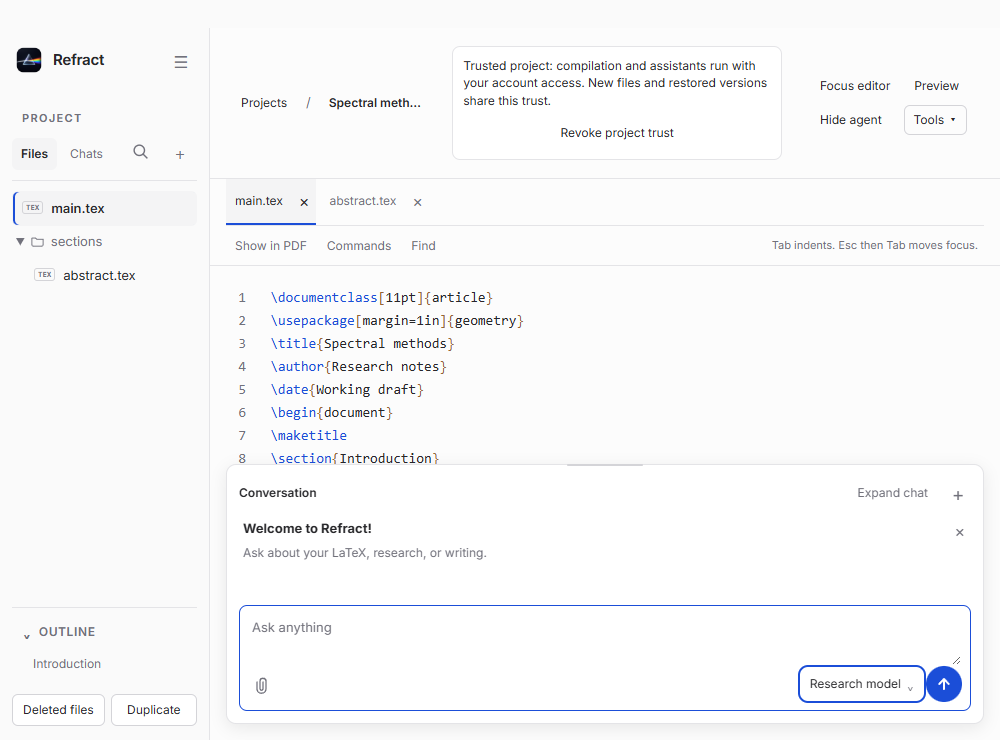 Refract
PROJECT
Files
Chats
+
TEX main.tex
sections
TEX abstract.tex
OUTLINE
Introduction
Deleted files
Duplicate
Projects / Spectral meth...
Trusted project: compilation and assistants run with
your account access. New files and restored versions
share this trust.
Revoke project trust
Focus editor
Preview
Hide agent
Tools
main.tex ×
abstract.tex ×
Show in PDF
Commands
Find
Tab indents. Esc then Tab moves focus.
1 \documentclass[11pt]{article}
2 \usepackage[margin=1in]{geometry}
3 \title{Spectral methods}
4 \author{Research notes}
5 \date{Working draft}
6 \begin{document}
7 \maketitle
8 \section{Introduction}
Conversation
Expand chat
+
Welcome to Refract!
×
Ask about your LaTeX, research, or writing.
Ask anything
Research model